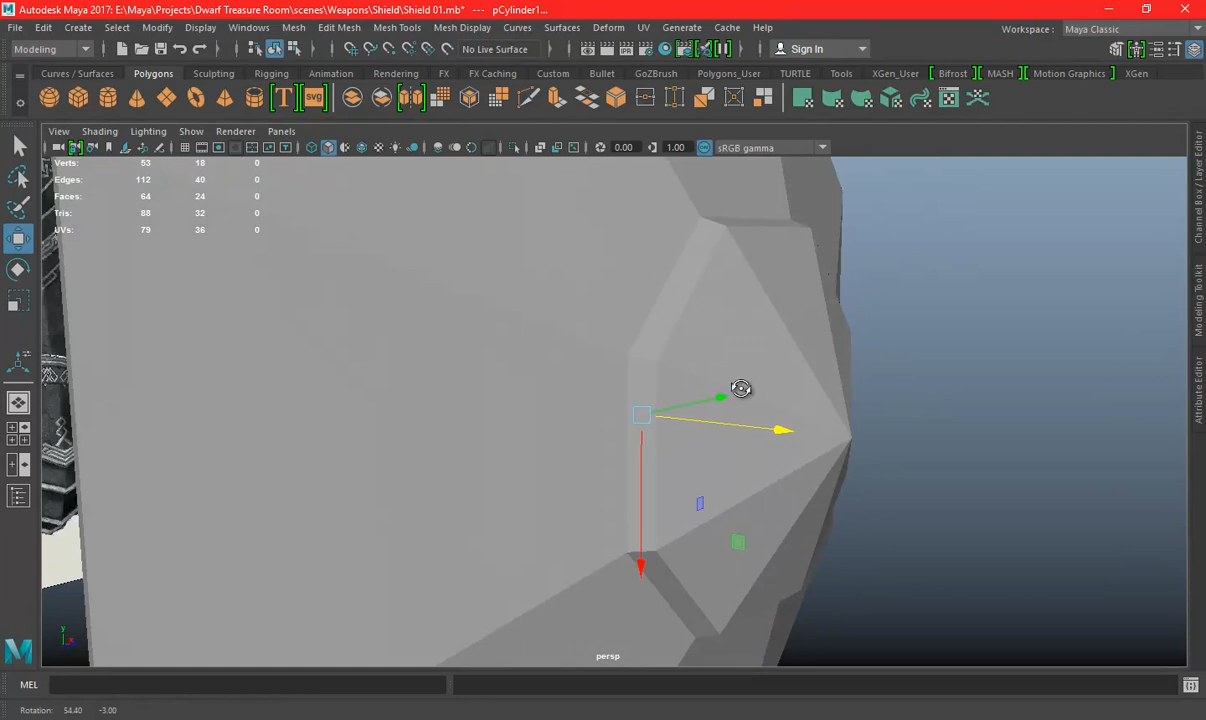 Autodesk Maya 2017: E:\Maya\Polygons\Dwarf Treasure Room\scenes\Weapons\Shield\Shield 01.mb* --- pCylinder1...
File Edit Create Select Modify Display Windows Mesh Edit Mesh Mesh Tools Mesh Display Curves Surfaces Deform UV Generate Cache Help Workspace : Maya Classic
Modeling No Live Surface Sign In
Curves / Surfaces Polygons Sculpting Rigging Animation Rendering FX FX Caching Custom Bullet GoZBrush Polygons_User TURTLE Tools XGen_User Bifrost MASH Motion Graphics XGen
T svg
View Shading Lighting Show Renderer Panels
0.00 1.00 sRGB gamma
Verts: 53 18 0
Edges: 112 40 0
Faces: 64 24 0
Tris: 88 32 0
UVs: 79 36 0
Channel Box / Layer Editor
Modeling Toolkit
Attribute Editor
y
x
persp
MEL
Rotation: 54.40 -3.00